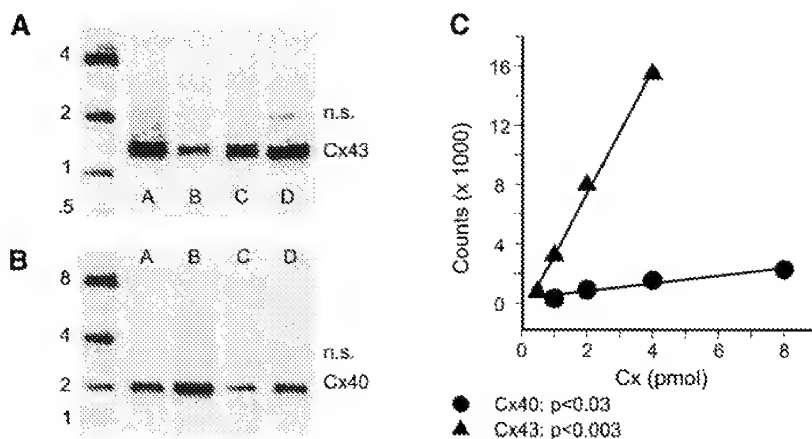 A
4
2
1
.5
n.s.
Cx43
A B C D
B
A B C D
8
4
2
1
n.s.
Cx40
C
Counts (x 1000)
16
12
8
4
0
0 2 4 6 8
Cx (pmol)
Cx40: p<0.03
Cx43: p<0.003